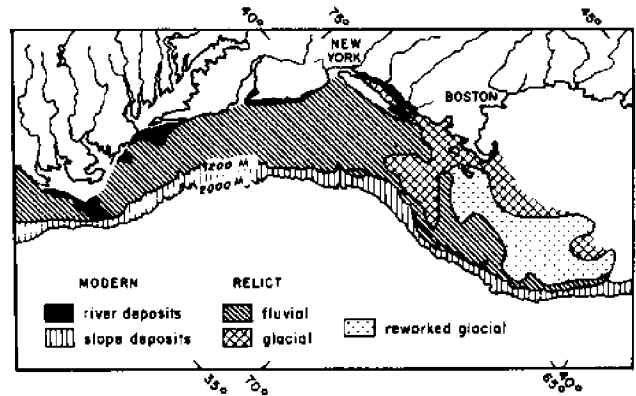 40° 75° 45°
NEW
YORK
BOSTON
200 M
2000 M
MODERN RELICT
river deposits fluvial
slope deposits glacial reworked glacial
35° 70° 65° 40°